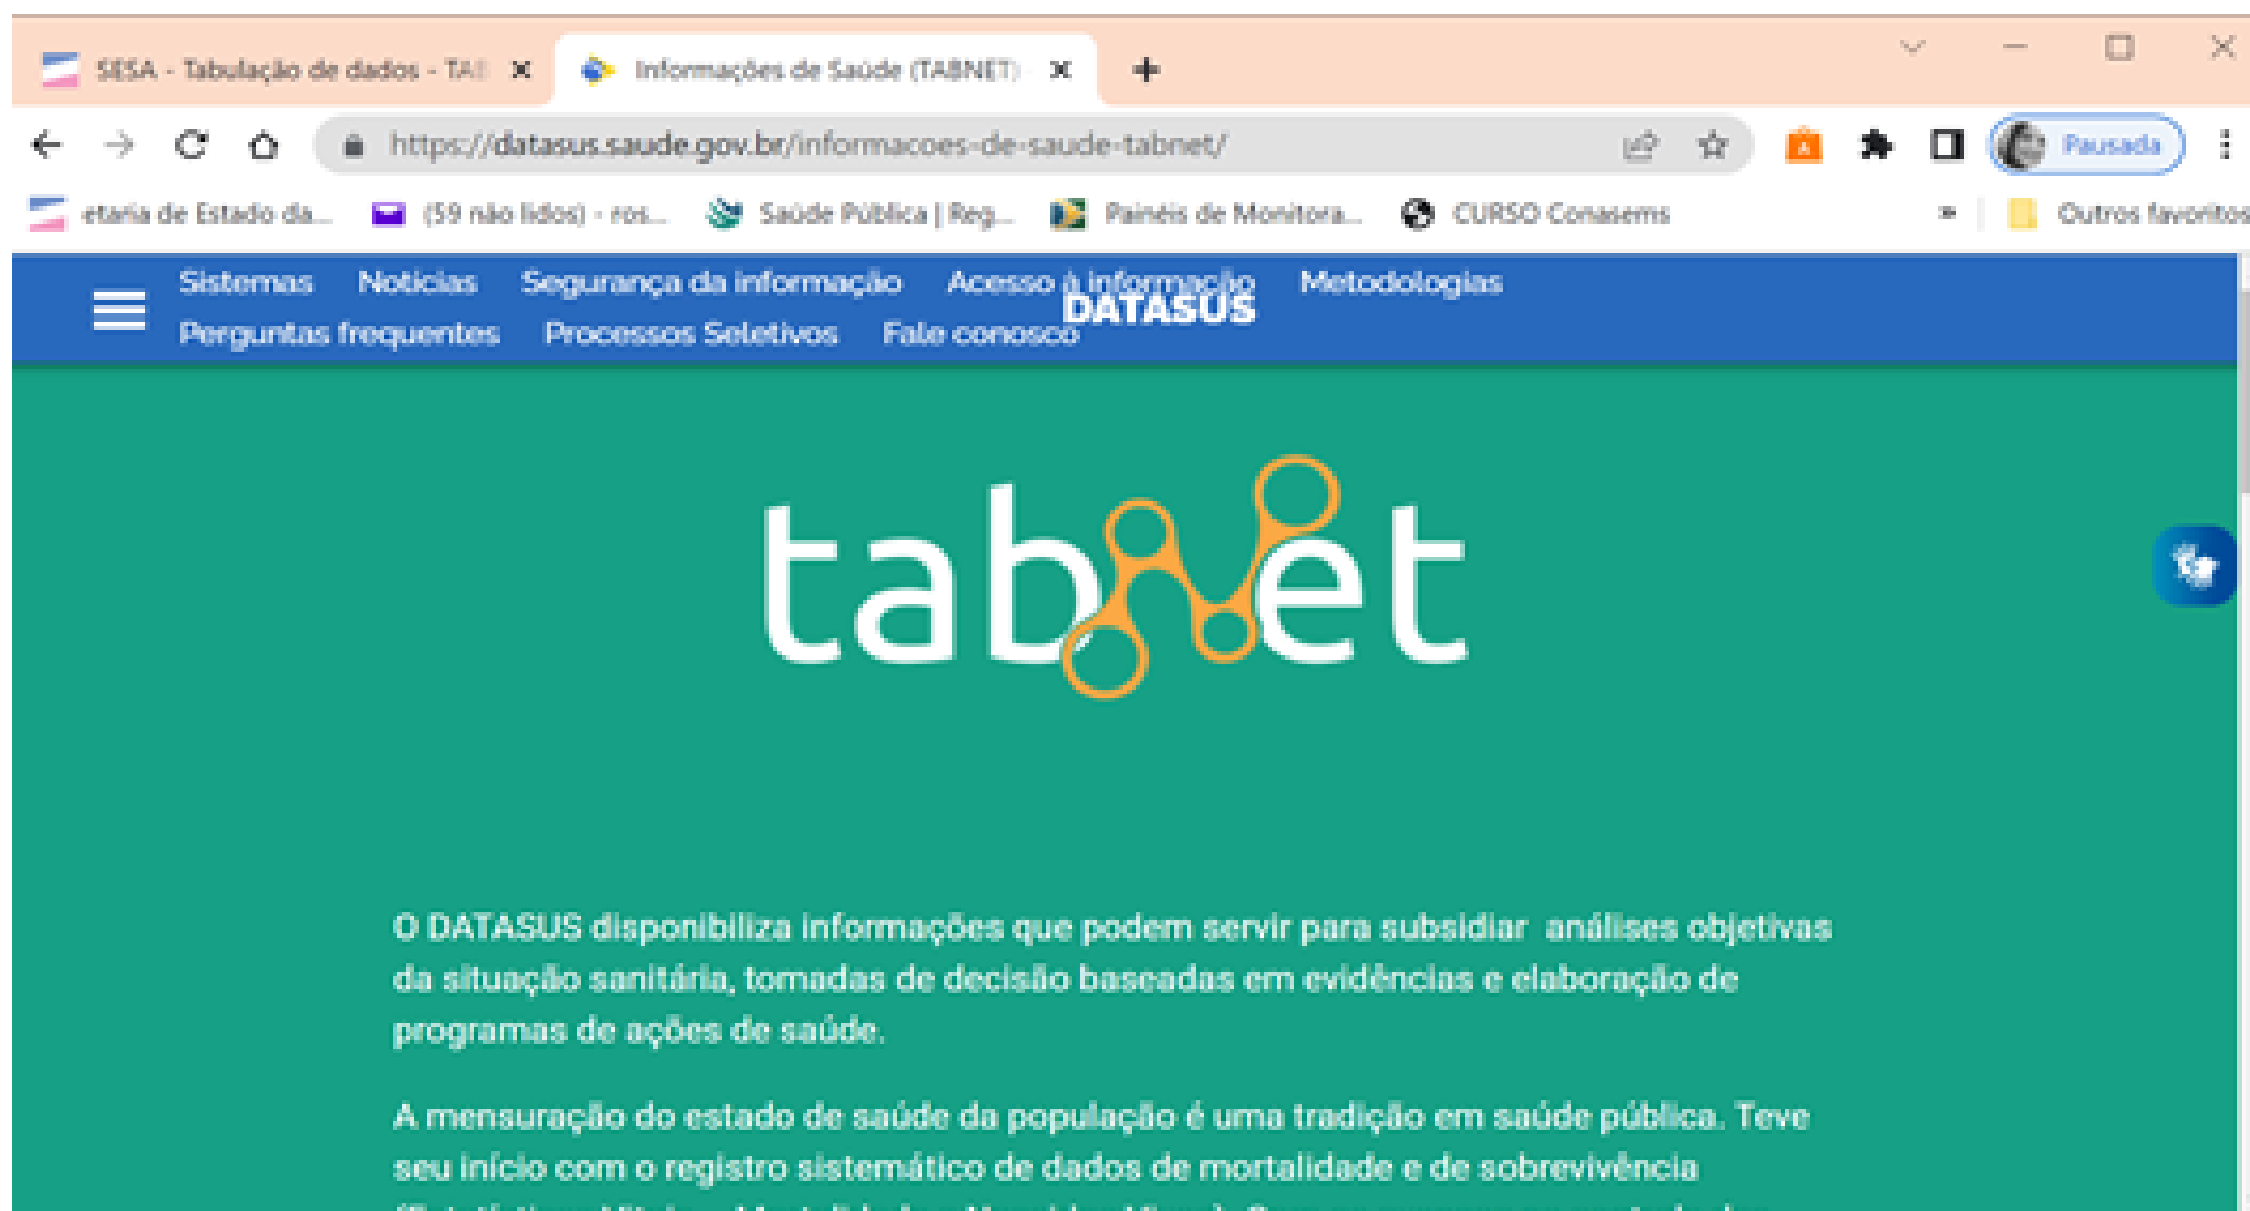 SESA - Tabulação de dados - TAB
Informações de Saúde (TABNET)
https://datasus.saude.gov.br/informacoes-de-saude-tabnet/
Pausada
etaria de Estado da...
(59 não lidos) - ros...
Saúde Pública | Reg...
Painéis de Monitora...
CURSO Conasems
»
Outros favoritos
Sistemas Notícias Segurança da informação Acesso à informação Metodologias
DATASUS
Perguntas frequentes Processos Seletivos Fale conosco
tabnet
O DATASUS disponibiliza informações que podem servir para subsidiar análises objetivas
da situação sanitária, tomadas de decisão baseadas em evidências e elaboração de
programas de ações de saúde.
A mensuração do estado de saúde da população é uma tradição em saúde pública. Teve
seu início com o registro sistemático de dados de mortalidade e de sobrevivência